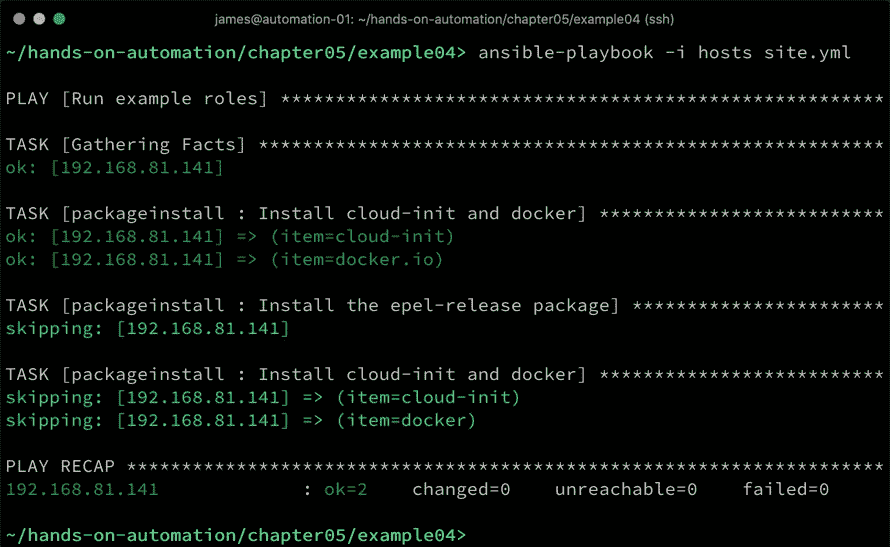 james@automation-01: ~/hands-on-automation/chapter05/example04 (ssh)
~/hands-on-automation/chapter05/example04> ansible-playbook -i hosts site.yml
PLAY [Run example roles] *******************************************************
TASK [Gathering Facts] *********************************************************
ok: [192.168.81.141]
TASK [packageinstall : Install cloud-init and docker] **************************
ok: [192.168.81.141] => (item=cloud-init)
ok: [192.168.81.141] => (item=docker.io)
TASK [packageinstall : Install the epel-release package] ***********************
skipping: [192.168.81.141]
TASK [packageinstall : Install cloud-init and docker] **************************
skipping: [192.168.81.141] => (item=cloud-init)
skipping: [192.168.81.141] => (item=docker)
PLAY RECAP *********************************************************************
192.168.81.141             : ok=2    changed=0    unreachable=0    failed=0
~/hands-on-automation/chapter05/example04>